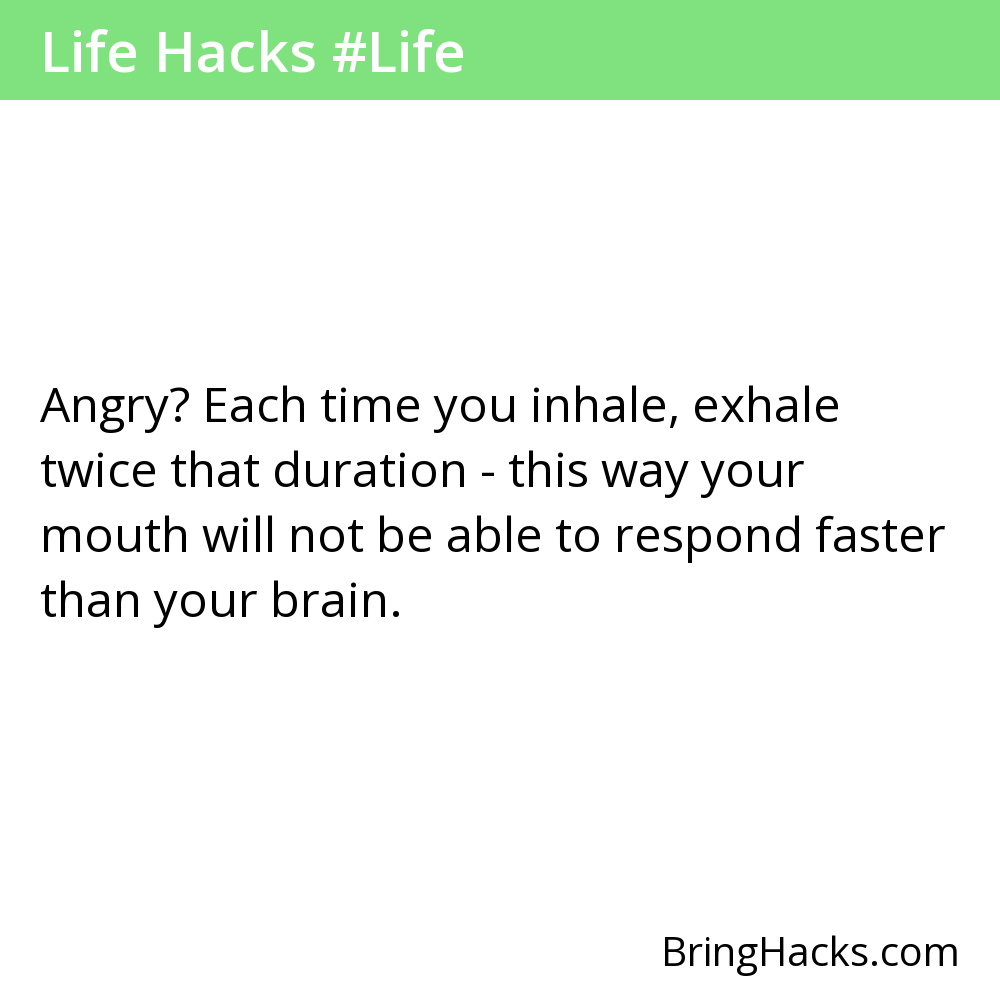 Life Hacks #Life
Angry? Each time you inhale, exhale
twice that duration - this way your
mouth will not be able to respond faster
than your brain.
BringHacks.com